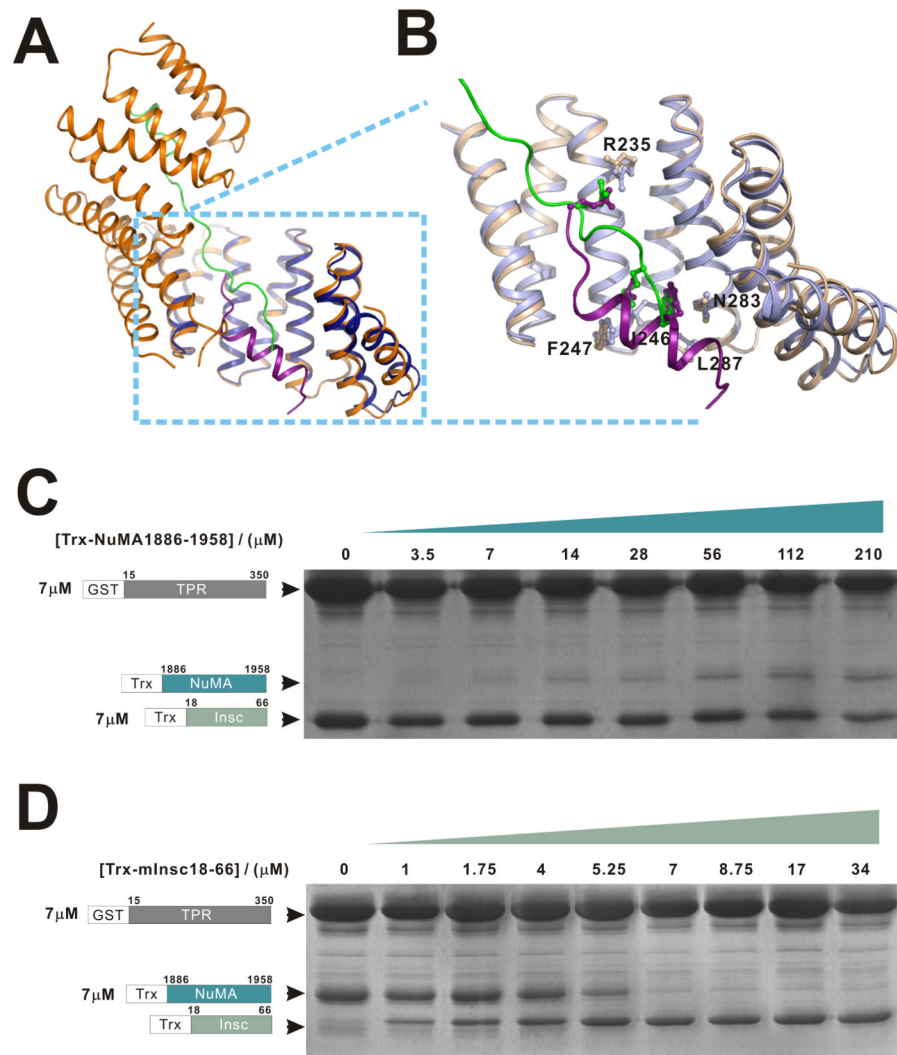 A
B
R235
N283
F247
I246
L287
C
[Trx-NuMA1886-1958] / (μM)
0 3.5 7 14 28 56 112 210
15 350
7μM GST TPR
1886 1958
Trx NuMA
18 66
7μM Trx Insc
D
[Trx-mInsc18-66] / (μM)
0 1 1.75 4 5.25 7 8.75 17 34
15 350
7μM GST TPR
1886 1958
7μM Trx NuMA
18 66
Trx Insc